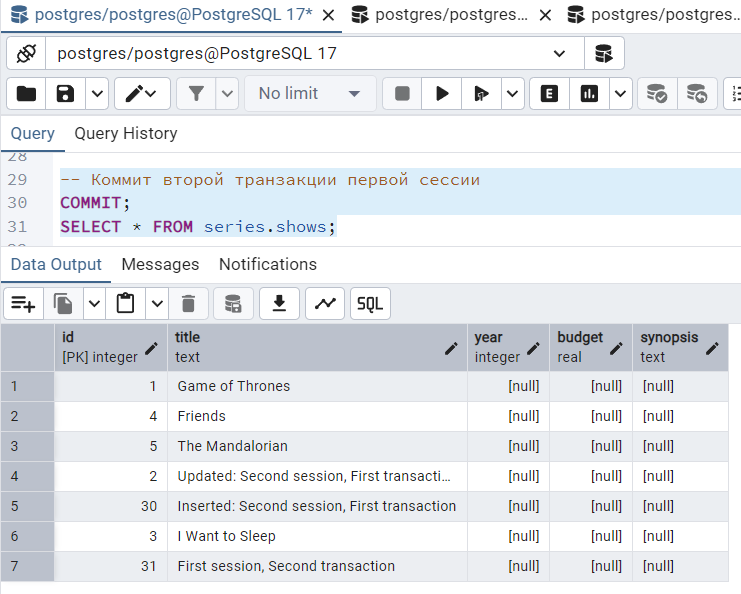 postgres/postgres@PostgreSQL 17*
postgres/postgres...
postgres/postgres...
postgres/postgres@PostgreSQL 17
No limit
E
Query
Query History
28
29 -- Коммит второй транзакции первой сессии
30 COMMIT;
31 SELECT * FROM series.shows;
Data Output
Messages
Notifications
SQL
id title year budget synopsis
[PK] integer text integer real text
1 1 Game of Thrones [null] [null] [null]
2 4 Friends [null] [null] [null]
3 5 The Mandalorian [null] [null] [null]
4 2 Updated: Second session, First transacti... [null] [null] [null]
5 30 Inserted: Second session, First transaction [null] [null] [null]
6 3 I Want to Sleep [null] [null] [null]
7 31 First session, Second transaction [null] [null] [null]